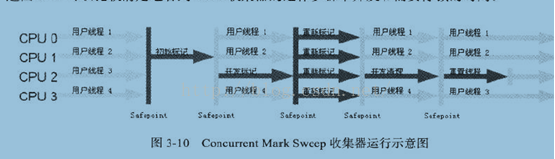 CPU 0 用户线程 1 用户线程 1 重新标记 用户线程 1 用户线程 1
初始标记
CPU 1 用户线程 2 用户线程 2 重新标记 用户线程 2 用户线程 2
CPU 2 用户线程 3 并发标记 重新标记 并发清理 重置线程
CPU 3 用户线程 4 用户线程 4 重新标记 用户线程 4 用户线程 3
Safepoint Safepoint Safepoint Safepoint Safepoint
图 3-10 Concurrent Mark Sweep 收集器运行示意图